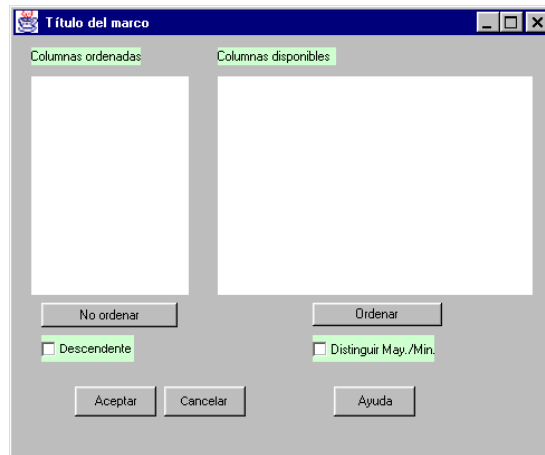 Título del marco
Columnas ordenadas
Columnas disponibles
No ordenar
Ordenar
Descendente
Distinguir May./Min.
Aceptar
Cancelar
Ayuda